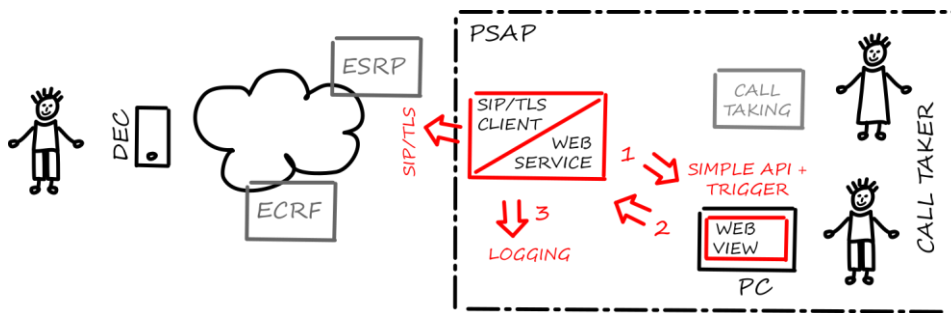 PSAP
ESRP
SIP/TLS
CLIENT
WEB
SERVICE
CALL
TAKING
DEC
SIP/TLS
1
SIMPLE API +
TRIGGER
ECRF
3
2
LOGGING
WEB
VIEW
PC
CALL TAKER